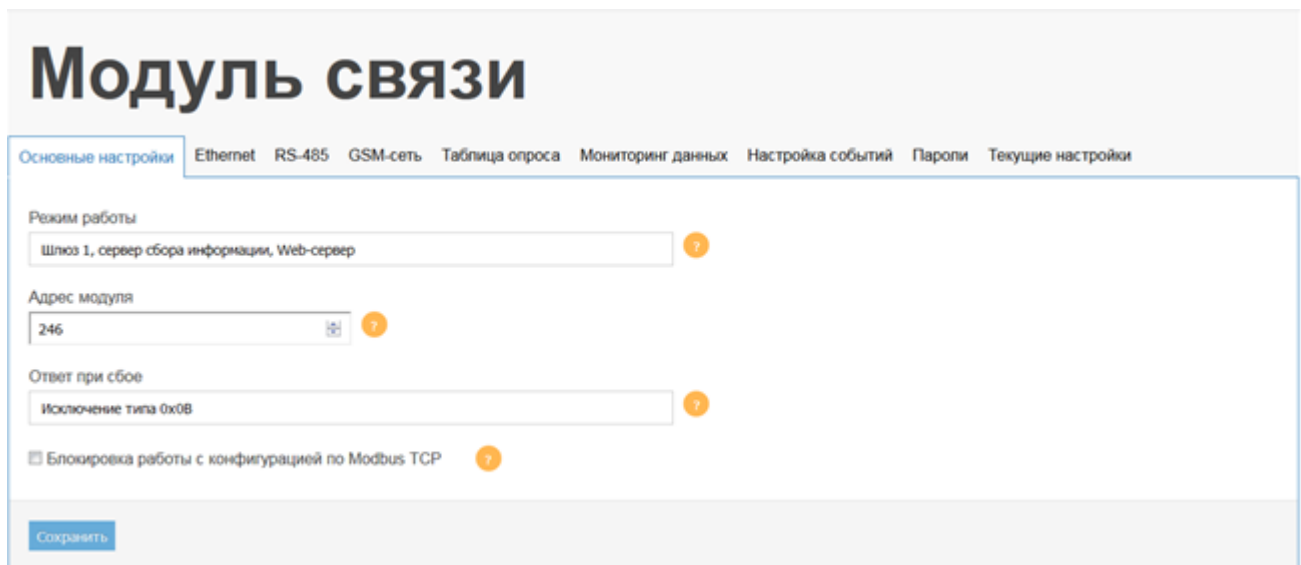 Модуль связи
Основные настройки Ethernet RS-485 GSM-сеть Таблица опроса Мониторинг данных Настройка событий Пароли Текущие настройки
Режим работы
Шлюз 1, сервер сбора информации, Web-сервер ?
Адрес модуля
246 ?
Ответ при сбое
Исключение типа 0x0B ?
Блокировка работы с конфигурацией по Modbus TCP ?
Сохранить